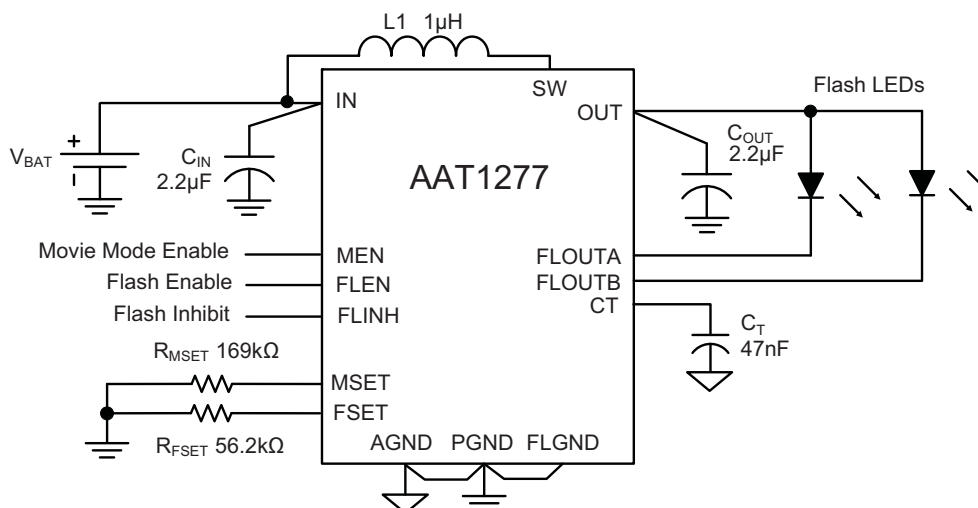 L1 1µH
IN
SW
OUT
Flash LEDs
+
VBAT
-
CIN
2.2µF
COUT
2.2µF
AAT1277
Movie Mode Enable
MEN
FLOUTA
Flash Enable
FLEN
FLOUTB
Flash Inhibit
FLINH
CT
CT
47nF
RMSET 169kΩ
MSET
FSET
RFSET 56.2kΩ
AGND
PGND
FLGND